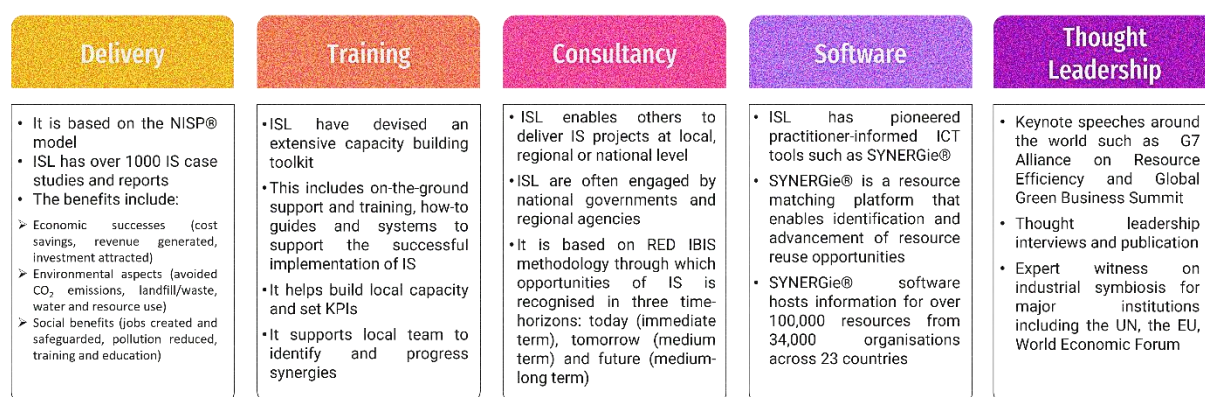 Delivery
• It is based on the NISP®
model
• ISL has over 1000 IS case
studies and reports
• The benefits include:
➢ Economic successes (cost
savings, revenue generated,
investment attracted)
➢ Environmental aspects (avoided
CO₂ emissions, landfill/waste,
water and resource use)
➢ Social benefits (jobs created and
safeguarded, pollution reduced,
training and education)
Training
• ISL have devised an
extensive capacity building
toolkit
• This includes on-the-ground
support and training, how-to
guides and systems to
support the successful
implementation of IS
• It helps build local capacity
and set KPIs
• It supports local team to
identify and progress
synergies
Consultancy
• ISL enables others to
deliver IS projects at local,
regional or national level
• ISL are often engaged by
national governments and
regional agencies
• It is based on RED IBIS
methodology through which
opportunities of IS is
recognised in three time-
horizons: today (immediate
term), tomorrow (medium
term) and future (medium-
long term)
Software
• ISL has pioneered
practitioner-informed ICT
tools such as SYNERGie®
• SYNERGie® is a resource
matching platform that
enables identification and
advancement of resource
reuse opportunities
• SYNERGie® software
hosts information for over
100,000 resources from
34,000 organisations
across 23 countries
Thought
Leadership
• Keynote speeches around
the world such as G7
Alliance on Resource
Efficiency and Global
Green Business Summit
• Thought leadership
interviews and publication
• Expert witness on
industrial symbiosis for
major institutions
including the UN, the EU,
World Economic Forum